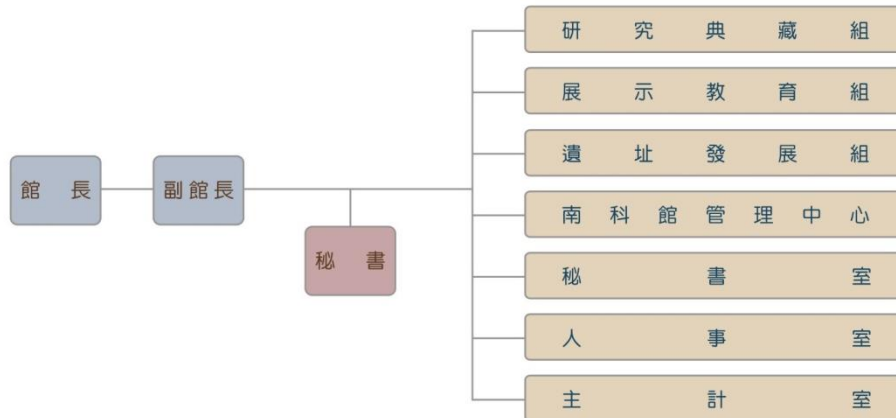 館長
副館長
秘書
研究典藏組
展示教育組
遺址發展組
南科館管理中心
秘書室
人事室
主計室